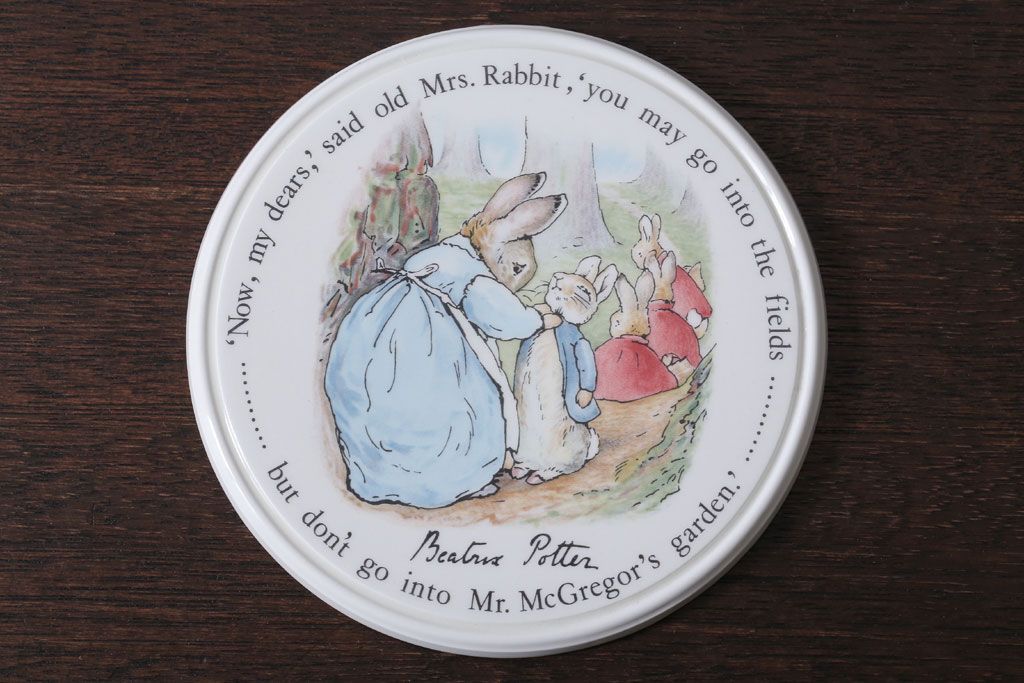 'Now, my dears,' said old Mrs. Rabbit, 'you may go into the fields ..........
.......... but don't go into Mr. McGregor's garden.'
Beatrix Potter